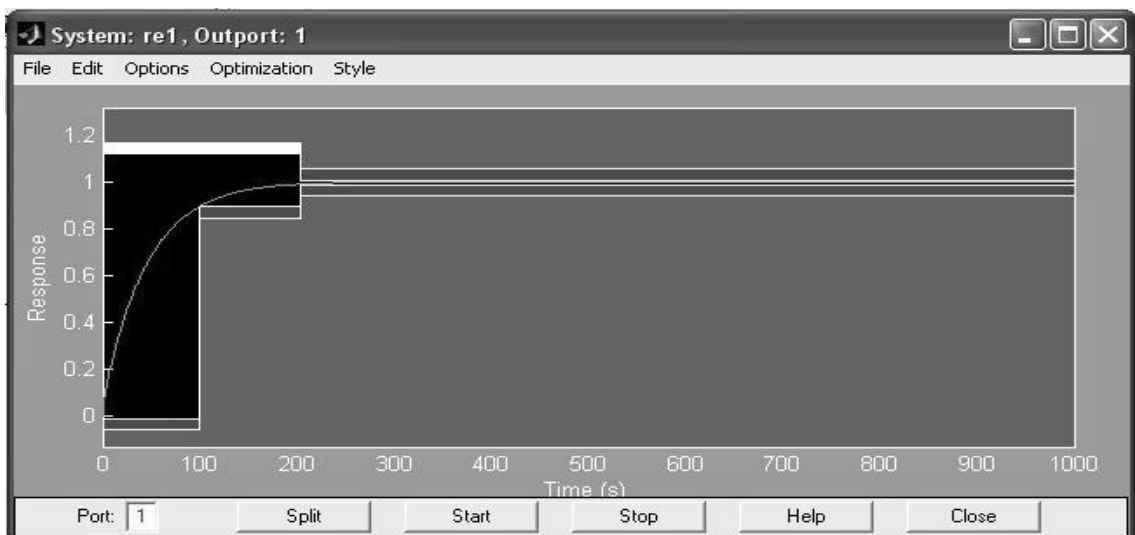 System: re1 , Outport: 1
File Edit Options Optimization Style
1.2
1
0.8
0.6
0.4
0.2
0
Response
0 100 200 300 400 500 600 700 800 900 1000
Time (s)
Port: 1 Split Start Stop Help Close